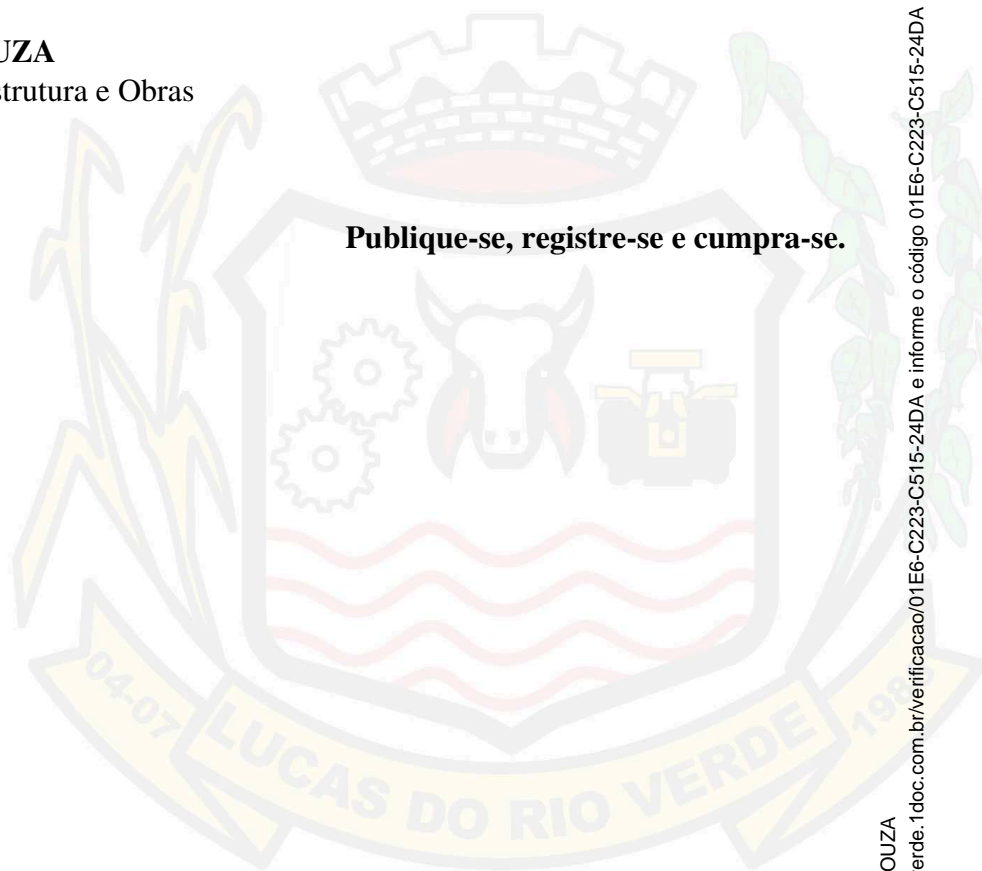 UZA
strutura e Obras
Publique-se, registre-se e cumpra-se.
04-07
LUCAS DO RIO VERDE
1988
OUZA
erde.1doc.com.br/verificacao/01E6-C223-C515-24DA e informe o código 01E6-C223-C515-24DA